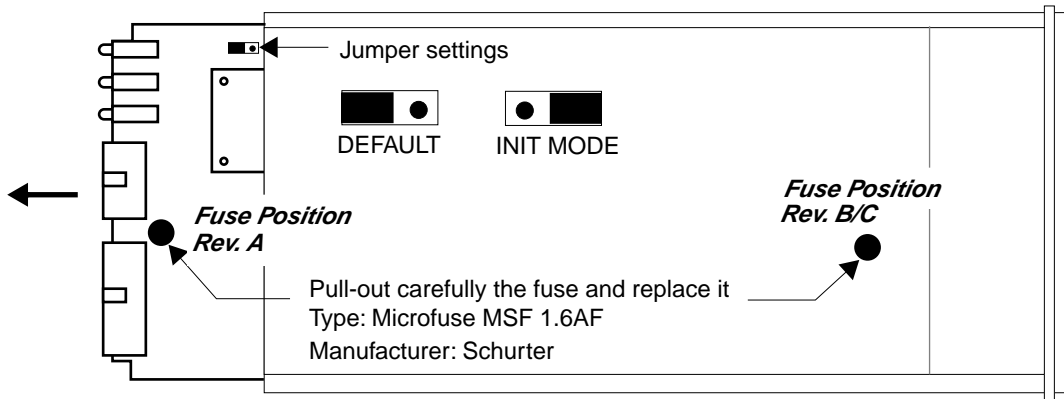 Jumper settings
DEFAULT
INIT MODE
Fuse Position
Rev. A
Fuse Position
Rev. B/C
Pull-out carefully the fuse and replace it
Type: Microfuse MSF 1.6AF
Manufacturer: Schurter